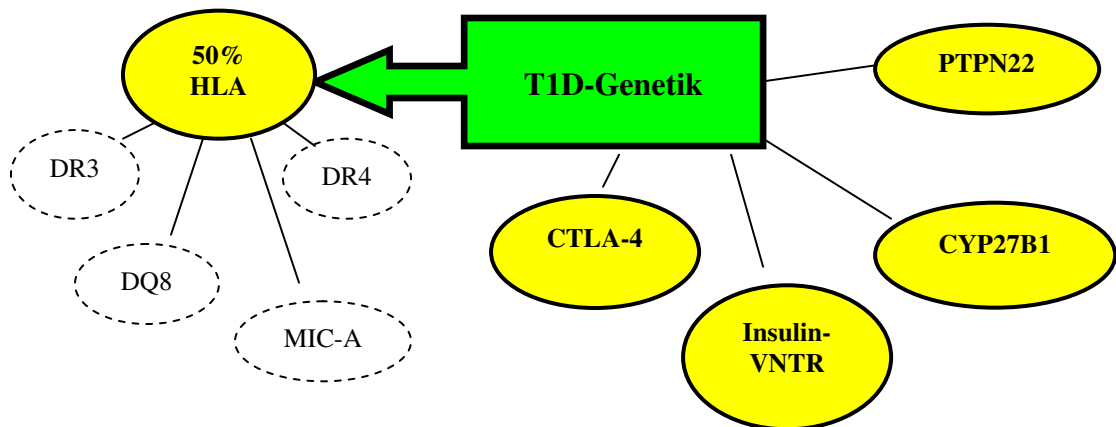 50%
HLA
T1D-Genetik
PTPN22
DR3
DR4
DQ8
MIC-A
CTLA-4
CYP27B1
Insulin-
VNTR